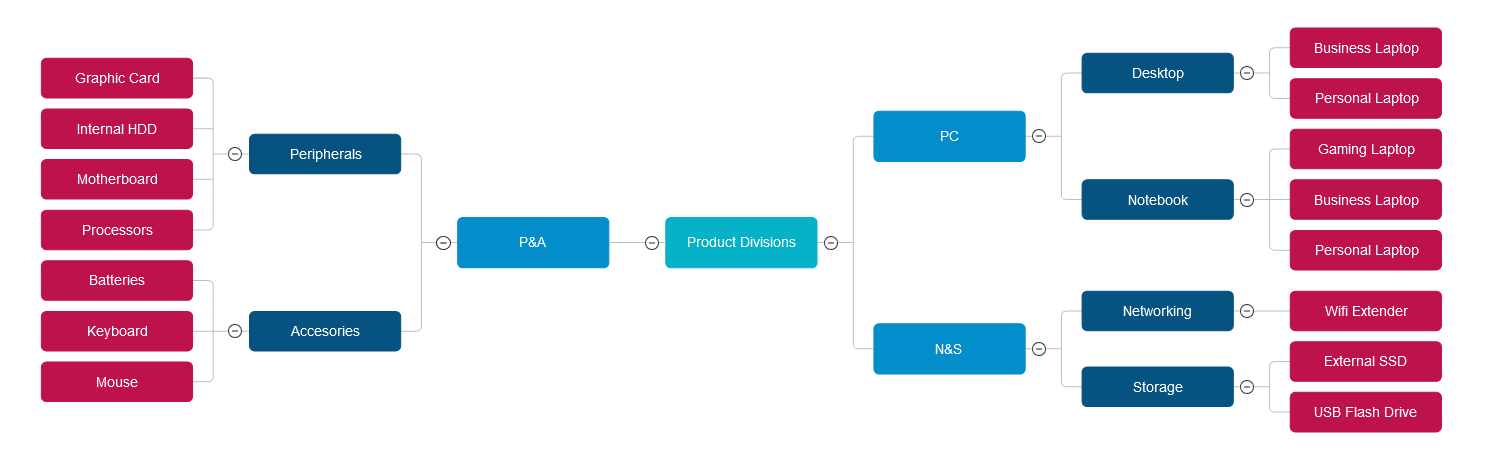 Graphic Card
Internal HDD
Motherboard
Processors
Batteries
Keyboard
Mouse
Peripherals
Accesories
P&A
Product Divisions
PC
N&S
Desktop
Notebook
Networking
Storage
Business Laptop
Personal Laptop
Gaming Laptop
Business Laptop
Personal Laptop
Wifi Extender
External SSD
USB Flash Drive